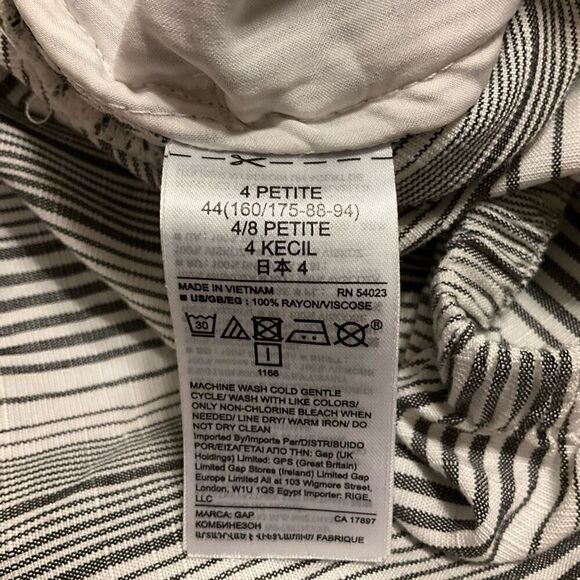 4 PETITE
44(160/175-88-94)
4/8 PETITE
4 KECIL
日本 4
MADE IN VIETNAM RN 54023
■ US/GB/EG : 100% RAYON/VISCOSE
30
1166
MACHINE WASH COLD GENTLE
CYCLE/ WASH WITH LIKE COLORS/
ONLY NON-CHLORINE BLEACH WHEN
NEEDED/ LINE DRY/ WARM IRON/ DO
NOT DRY CLEAN
Imported By/Importe Par/DISTRIBUIDO
POR/ΕΙΣΑΓΕΤΑΙ ΑΠΟ ΤΗΝ: Gap (UK
Holdings) Limited: GPS (Great Britain)
Limited Gap Stores (Ireland) Limited Gap
Europe Limited All at 103 Wigmore Street,
London, W1U 1QS Egypt Importer: RIGE,
LLC
MARCA: GAP CA 17897
КОМБИНЕЗОН
FABRIQUE